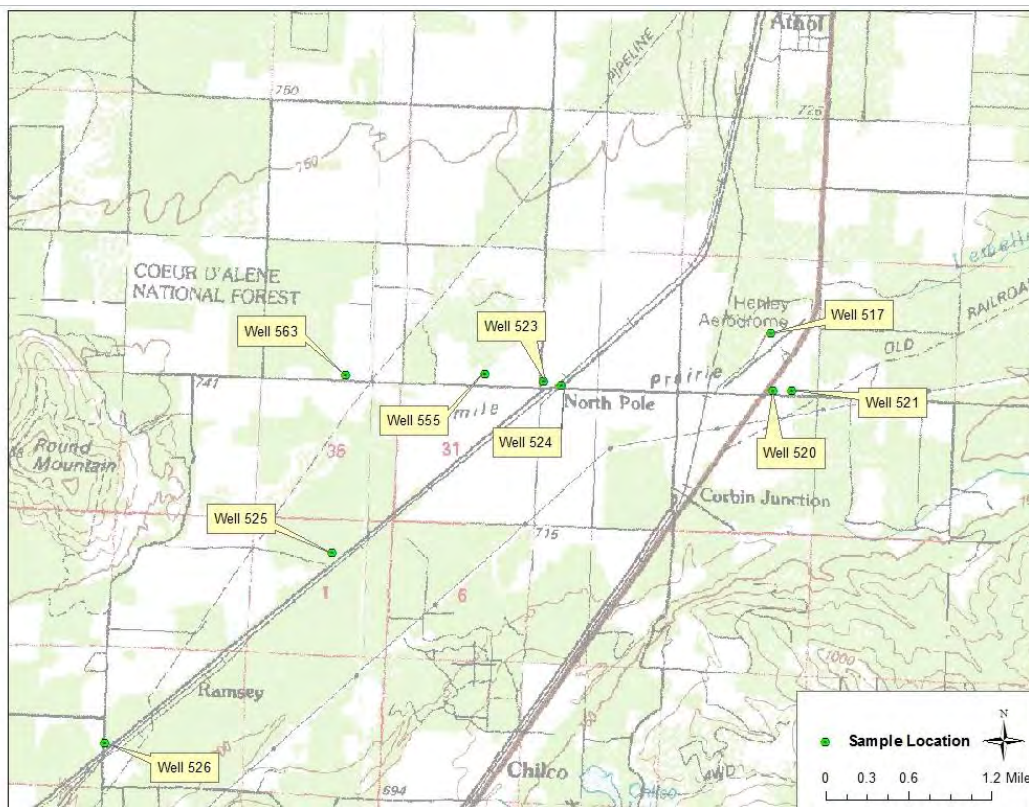 Athol
PIPELINE
750
725
750
COEUR D'ALENE
NATIONAL FOREST
Henley
Aerodrome
RAILROAD
OLD
Well 517
Well 563
Well 523
741
prairie
Well 555
mile
North Pole
Well 521
Well 524
Well 520
Round
Mountain
36
31
Corbin Junction
Well 525
715
1
6
1000
Ramsey
Well 526
Chilco
4WD
694
N
Sample Location
0 0.3 0.6 1.2 Mile